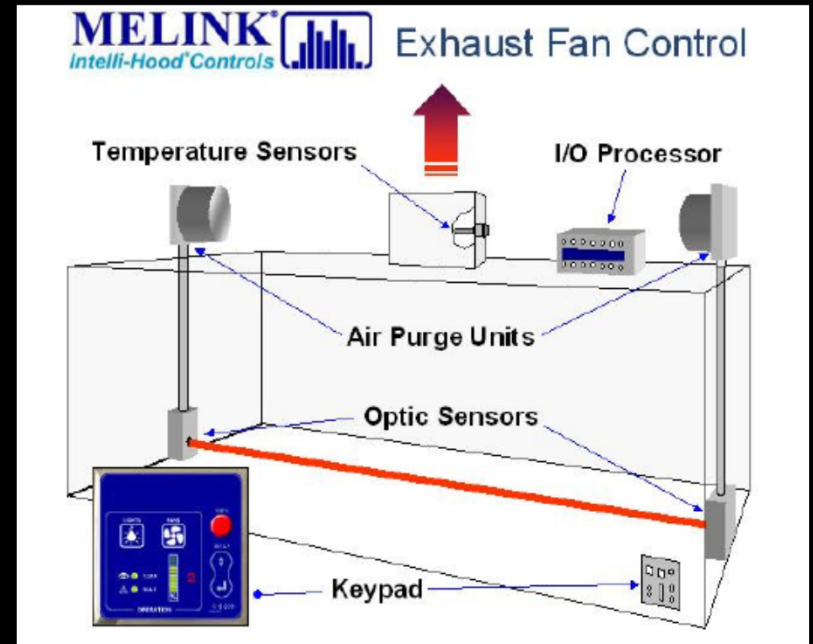 MELINK®
Intelli-Hood® Controls
Exhaust Fan Control
Temperature Sensors
I/O Processor
Air Purge Units
Optic Sensors
LIGHTS
FANS
Keypad